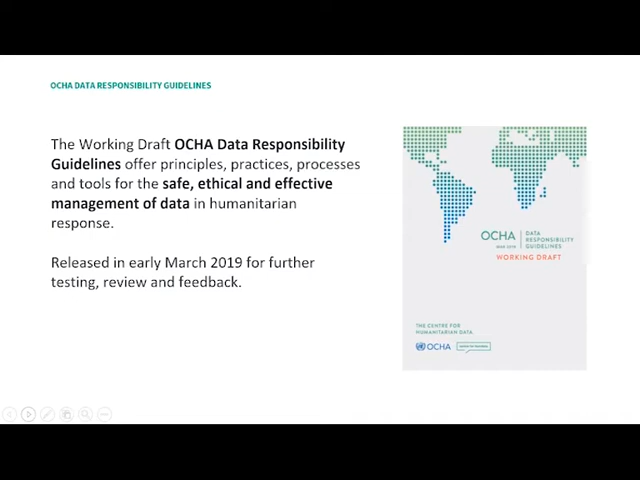 OCHA DATA RESPONSIBILITY GUIDELINES
The Working Draft OCHA Data Responsibility
Guidelines offer principles, practices, processes
and tools for the safe, ethical and effective
management of data in humanitarian
response.
Released in early March 2019 for further
testing, review and feedback.
OCHA
MAR 2019
DATA
RESPONSIBILITY
GUIDELINES
WORKING DRAFT
THE CENTRE FOR
HUMANITARIAN DATA
OCHA